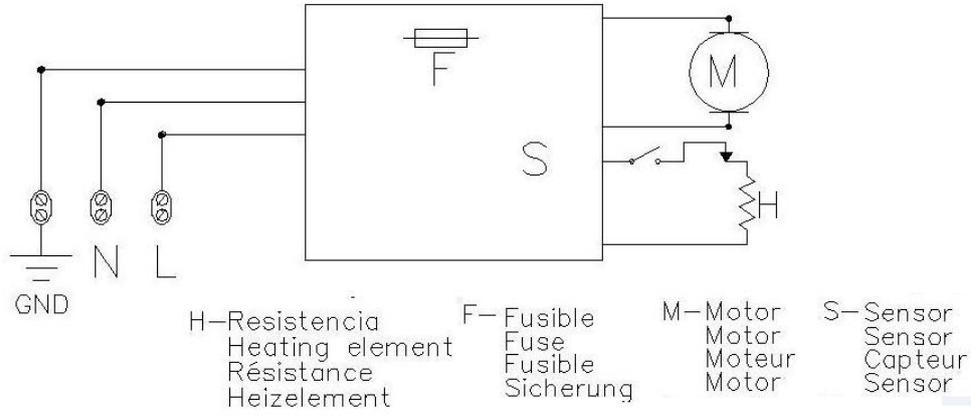 F
M
S
H
N L
GND
H-Resistencia
Heating element
Résistance
Heizelement
F-Fusible
Fuse
Fusible
Sicherung
M-Motor
Motor
Moteur
Motor
S-Sensor
Sensor
Capteur
Sensor